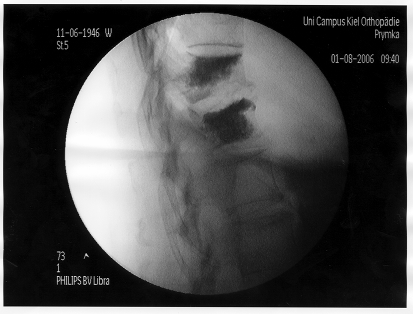 11-06-1946 W
St.5
Uni Campus Kiel Orthopädie
Prymka
01-08-2006 09:40
73
1
PHILIPS BV Libra